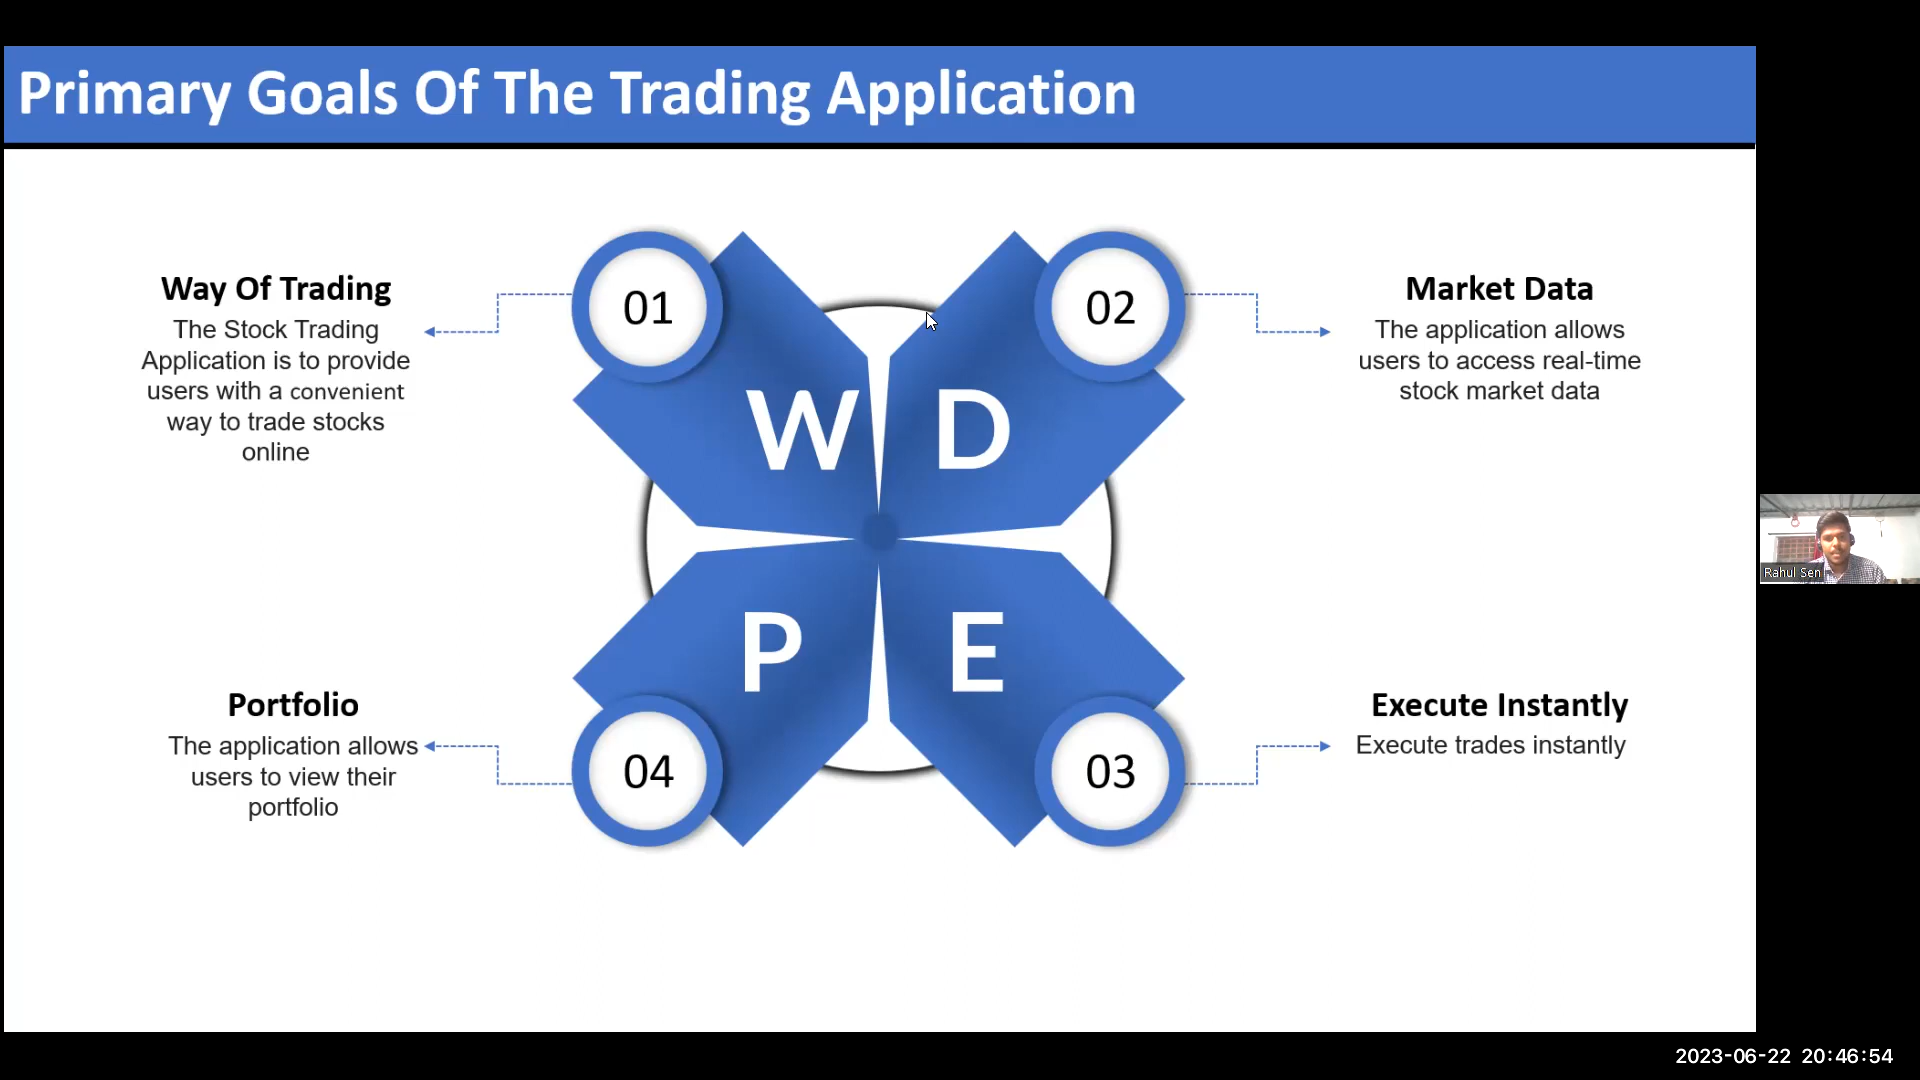 Primary Goals Of The Trading Application
01
02
Way Of Trading
The Stock Trading
Application is to provide
users with a convenient
way to trade stocks
online
Market Data
The application allows
users to access real-time
stock market data
W
D
P
E
Portfolio
The application allows
users to view their
portfolio
04
03
Execute Instantly
Execute trades instantly
Rahul Sen
2023-06-22 20:46:54